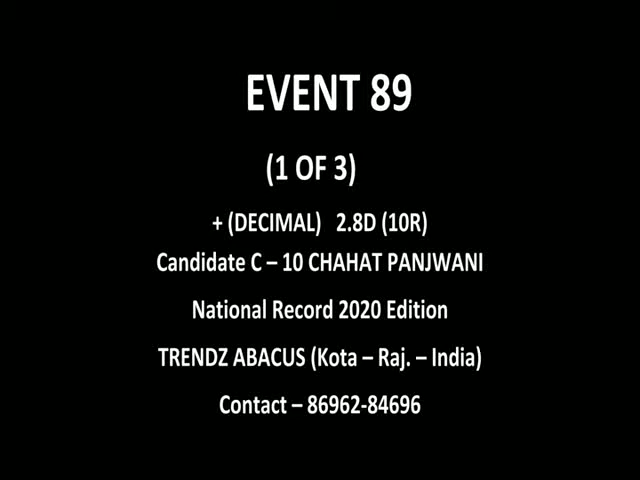 EVENT 89
(1 OF 3)
+ (DECIMAL) 2.8D (10R)
Candidate C – 10 CHAHAT PANJWANI
National Record 2020 Edition
TRENDZ ABACUS (Kota – Raj. – India)
Contact – 86962-84696